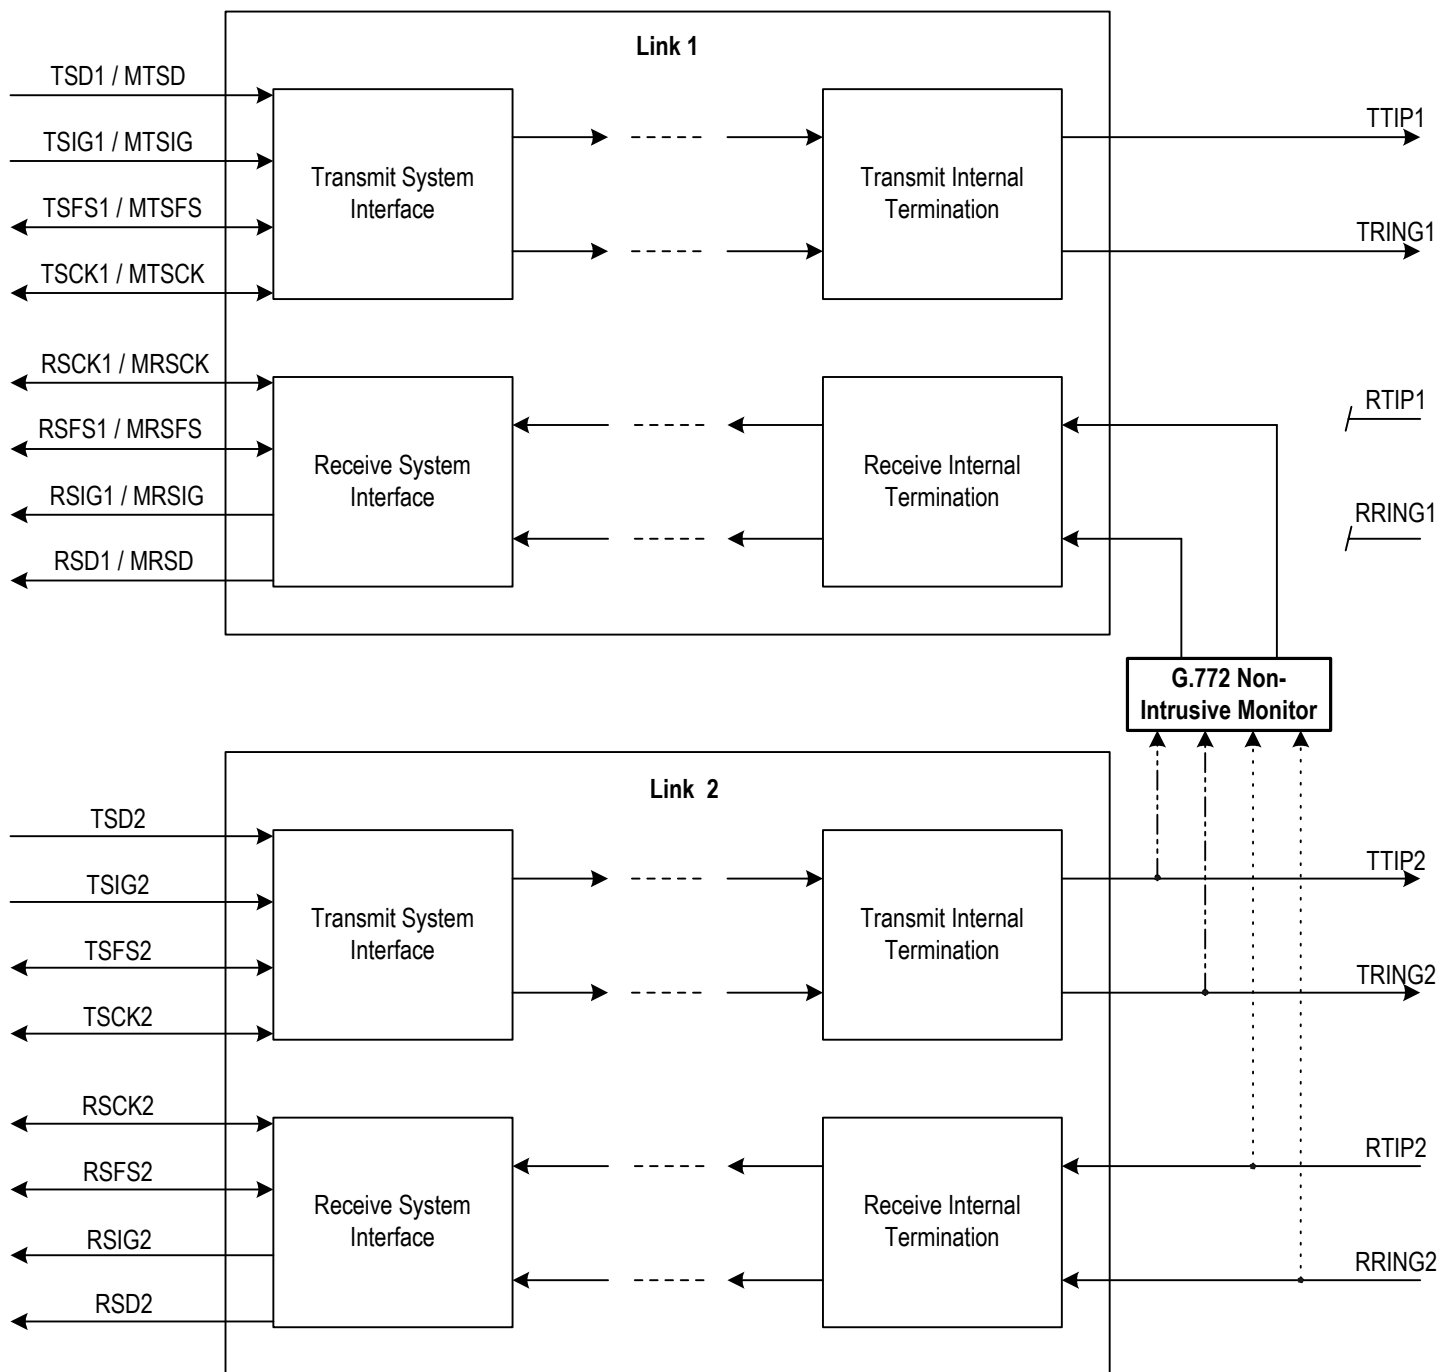 Link 1
TSD1 / MTSD
TSIG1 / MTSIG
TSFS1 / MTSFS
TSCK1 / MTSCK
Transmit System
Interface
Transmit Internal
Termination
TTIP1
TRING1
RSCK1 / MRSCK
RSFS1 / MRSFS
RSIG1 / MRSIG
RSD1 / MRSD
Receive System
Interface
Receive Internal
Termination
RTIP1
RRING1
G.772 Non-
Intrusive Monitor
Link 2
TSD2
TSIG2
TSFS2
TSCK2
Transmit System
Interface
Transmit Internal
Termination
TTIP2
TRING2
RSCK2
RSFS2
RSIG2
RSD2
Receive System
Interface
Receive Internal
Termination
RTIP2
RRING2